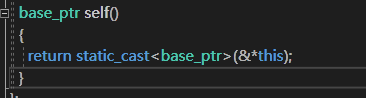 base_ptr self()
{
return static_cast<base_ptr>(&*this);
}
};